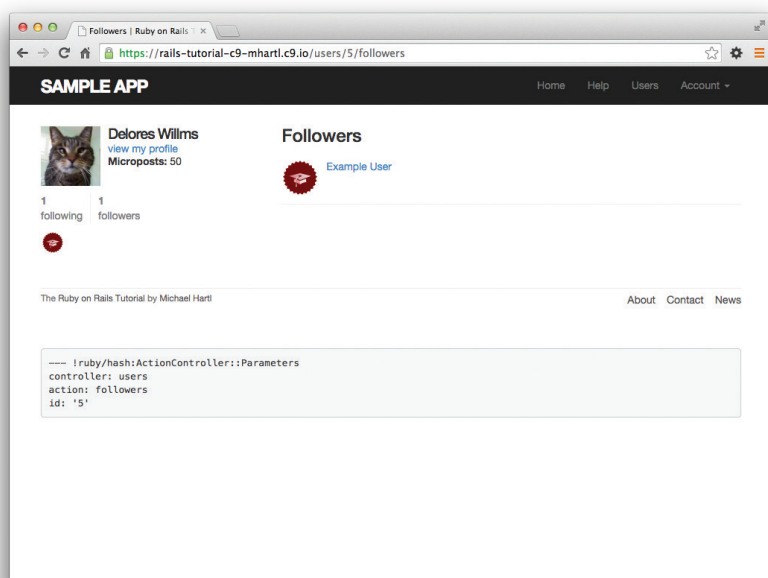 Followers | Ruby on Rails T
https://rails-tutorial-c9-mhartl.c9.io/users/5/followers
SAMPLE APP
Home Help Users Account
Delores Willms
view my profile
Microposts: 50
1 following
1 followers
Followers
Example User
The Ruby on Rails Tutorial by Michael Hartl
About Contact News
--- !ruby/hash:ActionController::Parameters
controller: users
action: followers
id: '5'